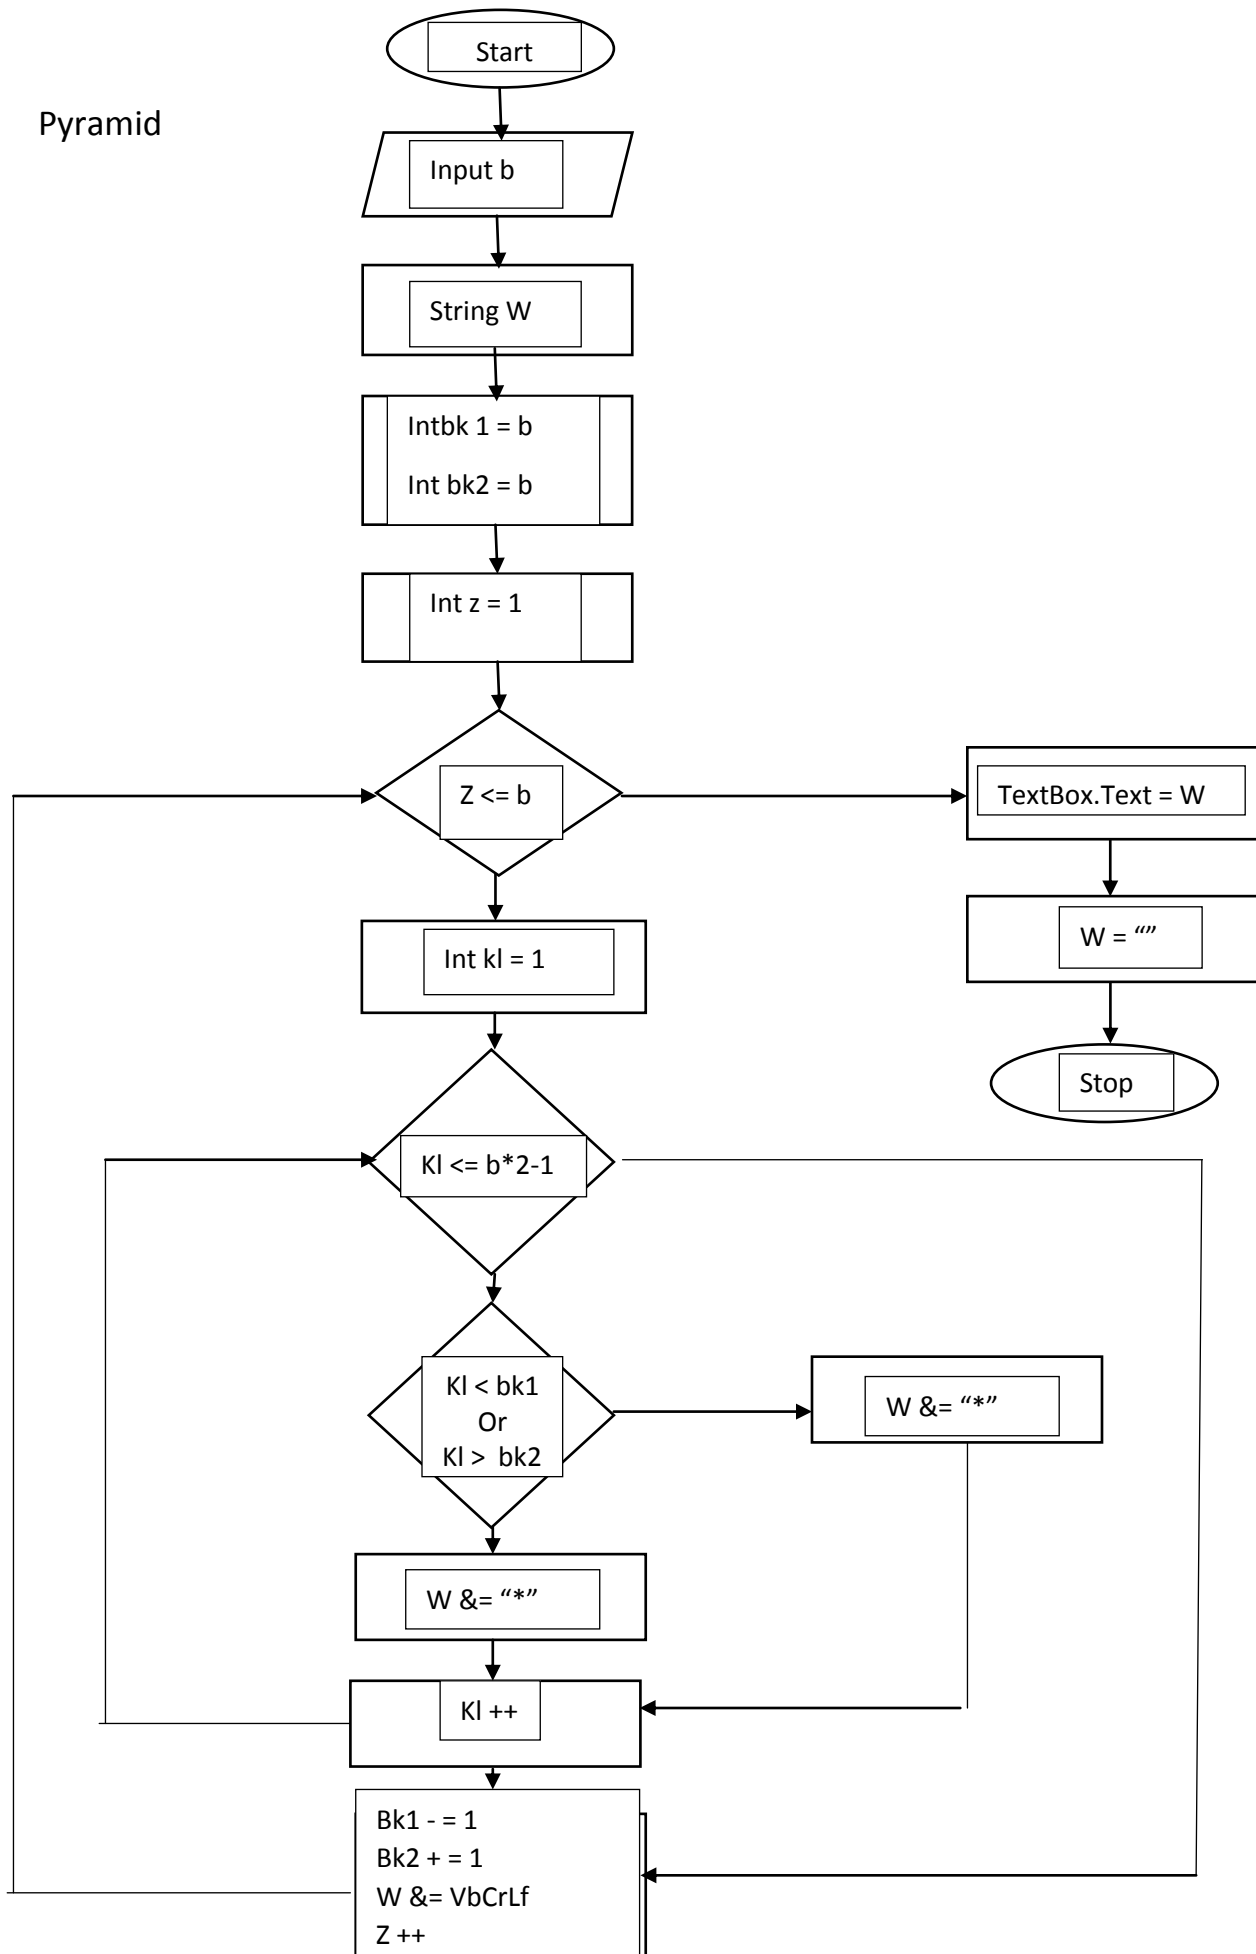 Start
Pyramid
Input b
String W
Intbk 1 = b
Int bk2 = b
Int z = 1
Z <= b
TextBox.Text = W
Int kl = 1
W = “”
Stop
Kl <= b*2-1
Kl < bk1
Or
Kl > bk2
W &= “*”
W &= “*”
Kl ++
Bk1 - = 1
Bk2 + = 1
W &= VbCrLf
Z ++